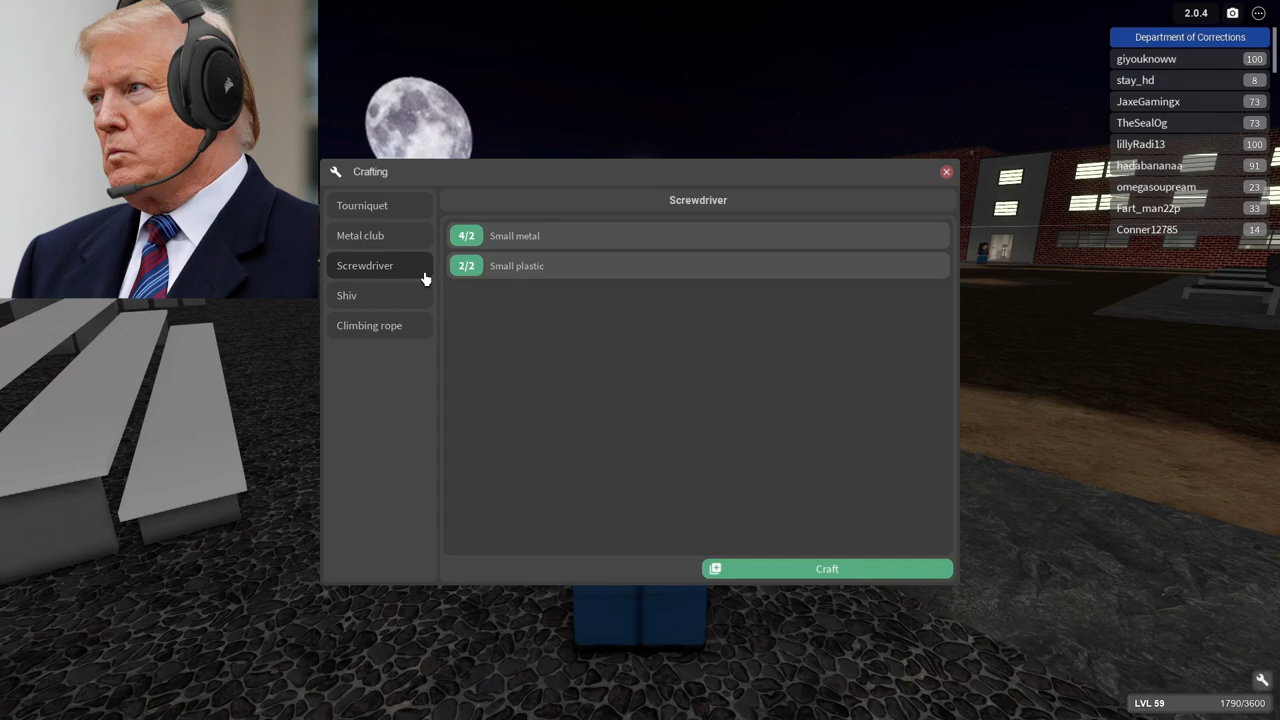 2.0.4
Department of Corrections
giyouknoww 100
stay_hd 8
JaxeGamingx 73
TheSealOg 73
lillyRadi13 100
hadabananaa 91
omegasoupream 23
Fart_man22p 33
Conner12785 14
Crafting
Tourniquet
Metal club
Screwdriver
Shiv
Climbing rope
Screwdriver
4/2 Small metal
2/2 Small plastic
Craft
LVL 59 1790/3600